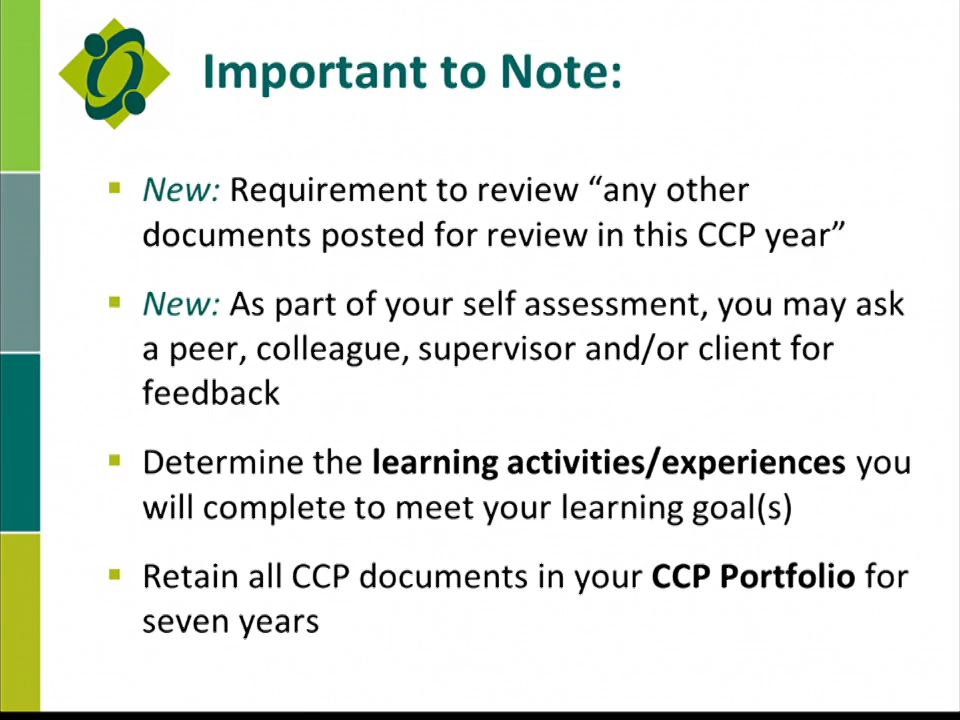 Important to Note:
New: Requirement to review “any other
documents posted for review in this CCP year”
New: As part of your self assessment, you may ask
a peer, colleague, supervisor and/or client for
feedback
Determine the learning activities/experiences you
will complete to meet your learning goal(s)
Retain all CCP documents in your CCP Portfolio for
seven years